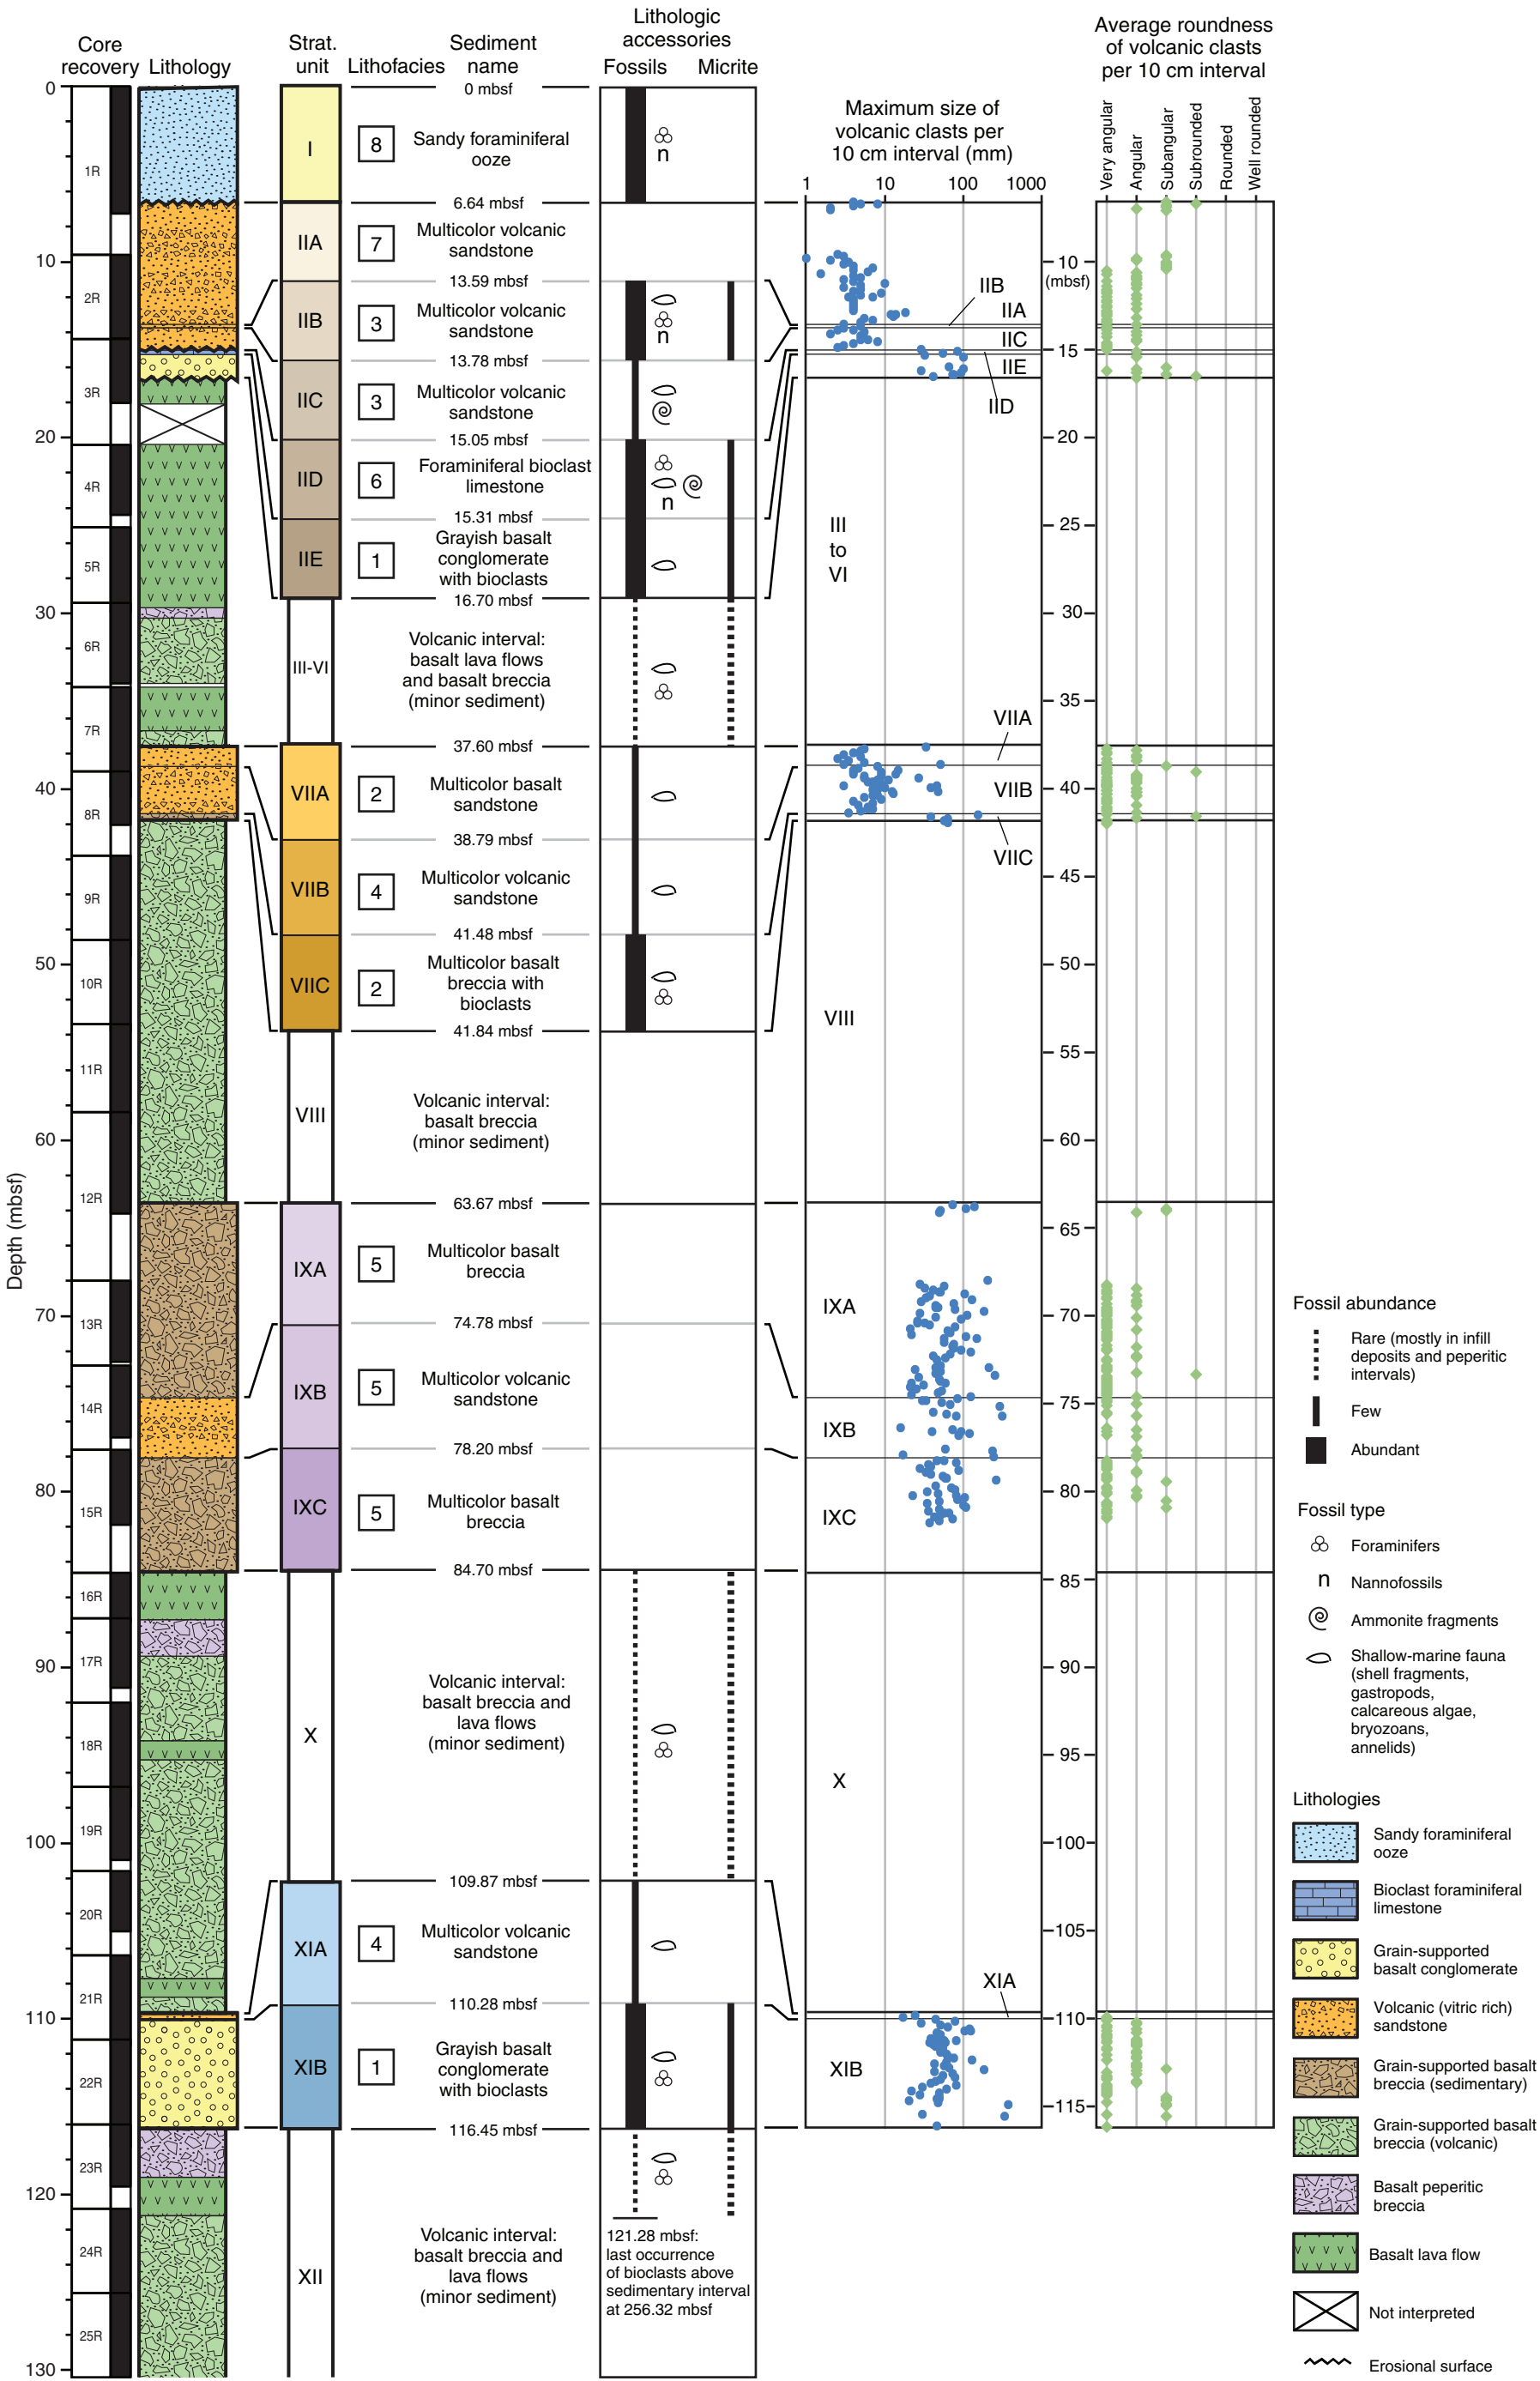 Core
recovery
Lithology
Strat.
unit
Lithofacies
Sediment
name
Lithologic
accessories
Fossils
Micrite
Maximum size of
volcanic clasts per
10 cm interval (mm)
1
10
100
1000
Average roundness
of volcanic clasts
per 10 cm interval
Very angular
Angular
Subangular
Subrounded
Rounded
Well rounded
Depth (mbsf)
0
10
20
30
40
50
60
70
80
90
100
110
120
130
1R
2R
3R
4R
5R
6R
7R
8R
9R
10R
11R
12R
13R
14R
15R
16R
17R
18R
19R
20R
21R
22R
23R
24R
25R
0 mbsf
I
8
Sandy foraminiferal
ooze
n
6.64 mbsf
IIA
7
Multicolor volcanic
sandstone
13.59 mbsf
IIB
3
Multicolor volcanic
sandstone
n
13.78 mbsf
IIC
3
Multicolor volcanic
sandstone
15.05 mbsf
IID
6
Foraminiferal bioclast
limestone
n
15.31 mbsf
IIE
1
Grayish basalt
conglomerate
with bioclasts
16.70 mbsf
III-VI
Volcanic interval:
basalt lava flows
and basalt breccia
(minor sediment)
37.60 mbsf
VIIA
2
Multicolor basalt
sandstone
38.79 mbsf
VIIB
4
Multicolor volcanic
sandstone
41.48 mbsf
VIIC
2
Multicolor basalt
breccia with
bioclasts
41.84 mbsf
VIII
Volcanic interval:
basalt breccia
(minor sediment)
63.67 mbsf
IXA
5
Multicolor basalt
breccia
74.78 mbsf
IXB
5
Multicolor volcanic
sandstone
78.20 mbsf
IXC
5
Multicolor basalt
breccia
84.70 mbsf
X
Volcanic interval:
basalt breccia and
lava flows
(minor sediment)
109.87 mbsf
XIA
4
Multicolor volcanic
sandstone
110.28 mbsf
XIB
1
Grayish basalt
conglomerate
with bioclasts
116.45 mbsf
XII
Volcanic interval:
basalt breccia and
lava flows
(minor sediment)
121.28 mbsf:
last occurrence
of bioclasts above
sedimentary interval
at 256.32 mbsf
IIB
IIA
IIC
IIE
IID
III
to
VI
VIIA
VIIB
VIIC
VIII
IXA
IXB
IXC
X
XIA
XIB
10
(mbsf)
15
20
25
30
35
40
45
50
55
60
65
70
75
80
85
90
95
100
105
110
115
Fossil abundance
Rare (mostly in infill
deposits and peperitic
intervals)
Few
Abundant
Fossil type
Foraminifers
n
Nannofossils
Ammonite fragments
Shallow-marine fauna
(shell fragments,
gastropods,
calcareous algae,
bryozoans,
annelids)
Lithologies
Sandy foraminiferal
ooze
Bioclast foraminiferal
limestone
Grain-supported
basalt conglomerate
Volcanic (vitric rich)
sandstone
Grain-supported basalt
breccia (sedimentary)
Grain-supported basalt
breccia (volcanic)
Basalt peperitic
breccia
Basalt lava flow
Not interpreted
Erosional surface